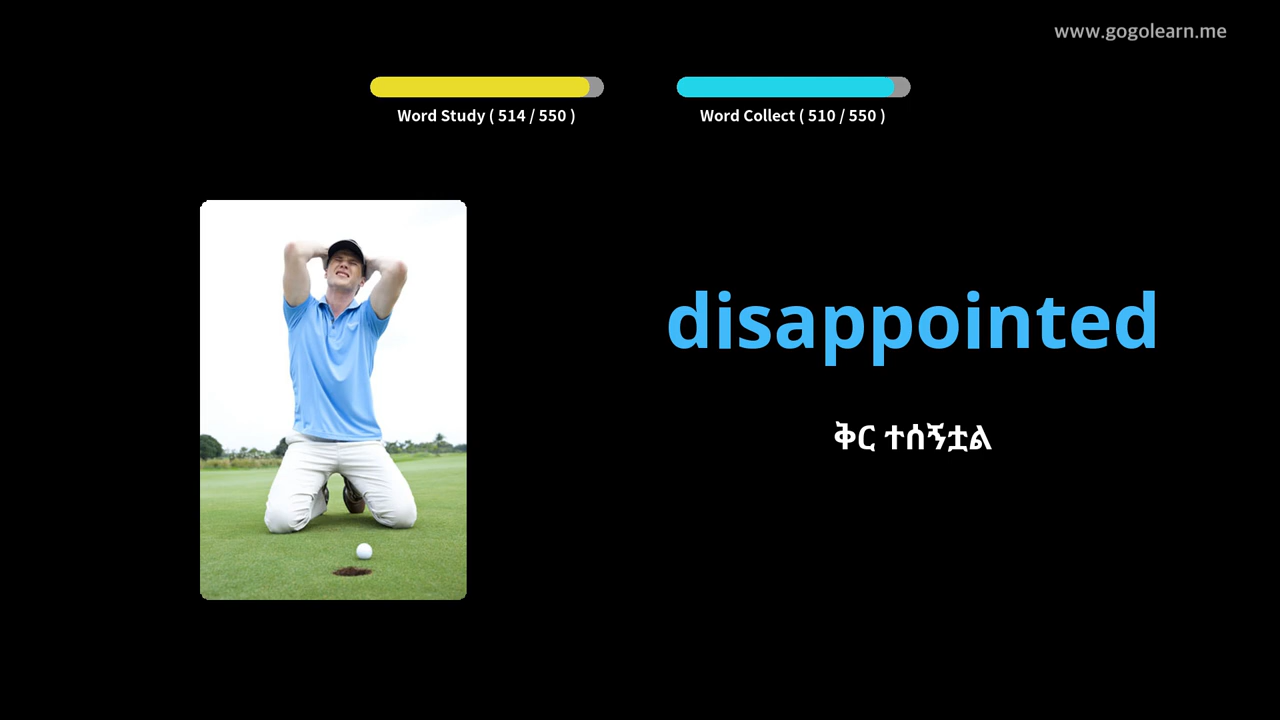 www.gogolearn.me
Word Study ( 514 / 550 )
Word Collect ( 510 / 550 )
disappointed
ቅር ተሰኝቷል